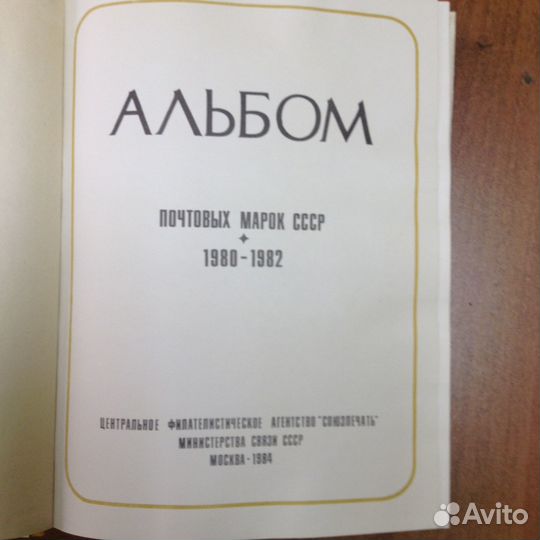 АЛЬБОМ
ПОЧТОВЫХ МАРОК СССР
1980-1982
ЦЕНТРАЛЬНОЕ ФИЛАТЕЛИСТИЧЕСКОЕ АГЕНТСТВО "СОЮЗПЕЧАТЬ"
МИНИСТЕРСТВА СВЯЗИ СССР
МОСКВА-1984
Avito